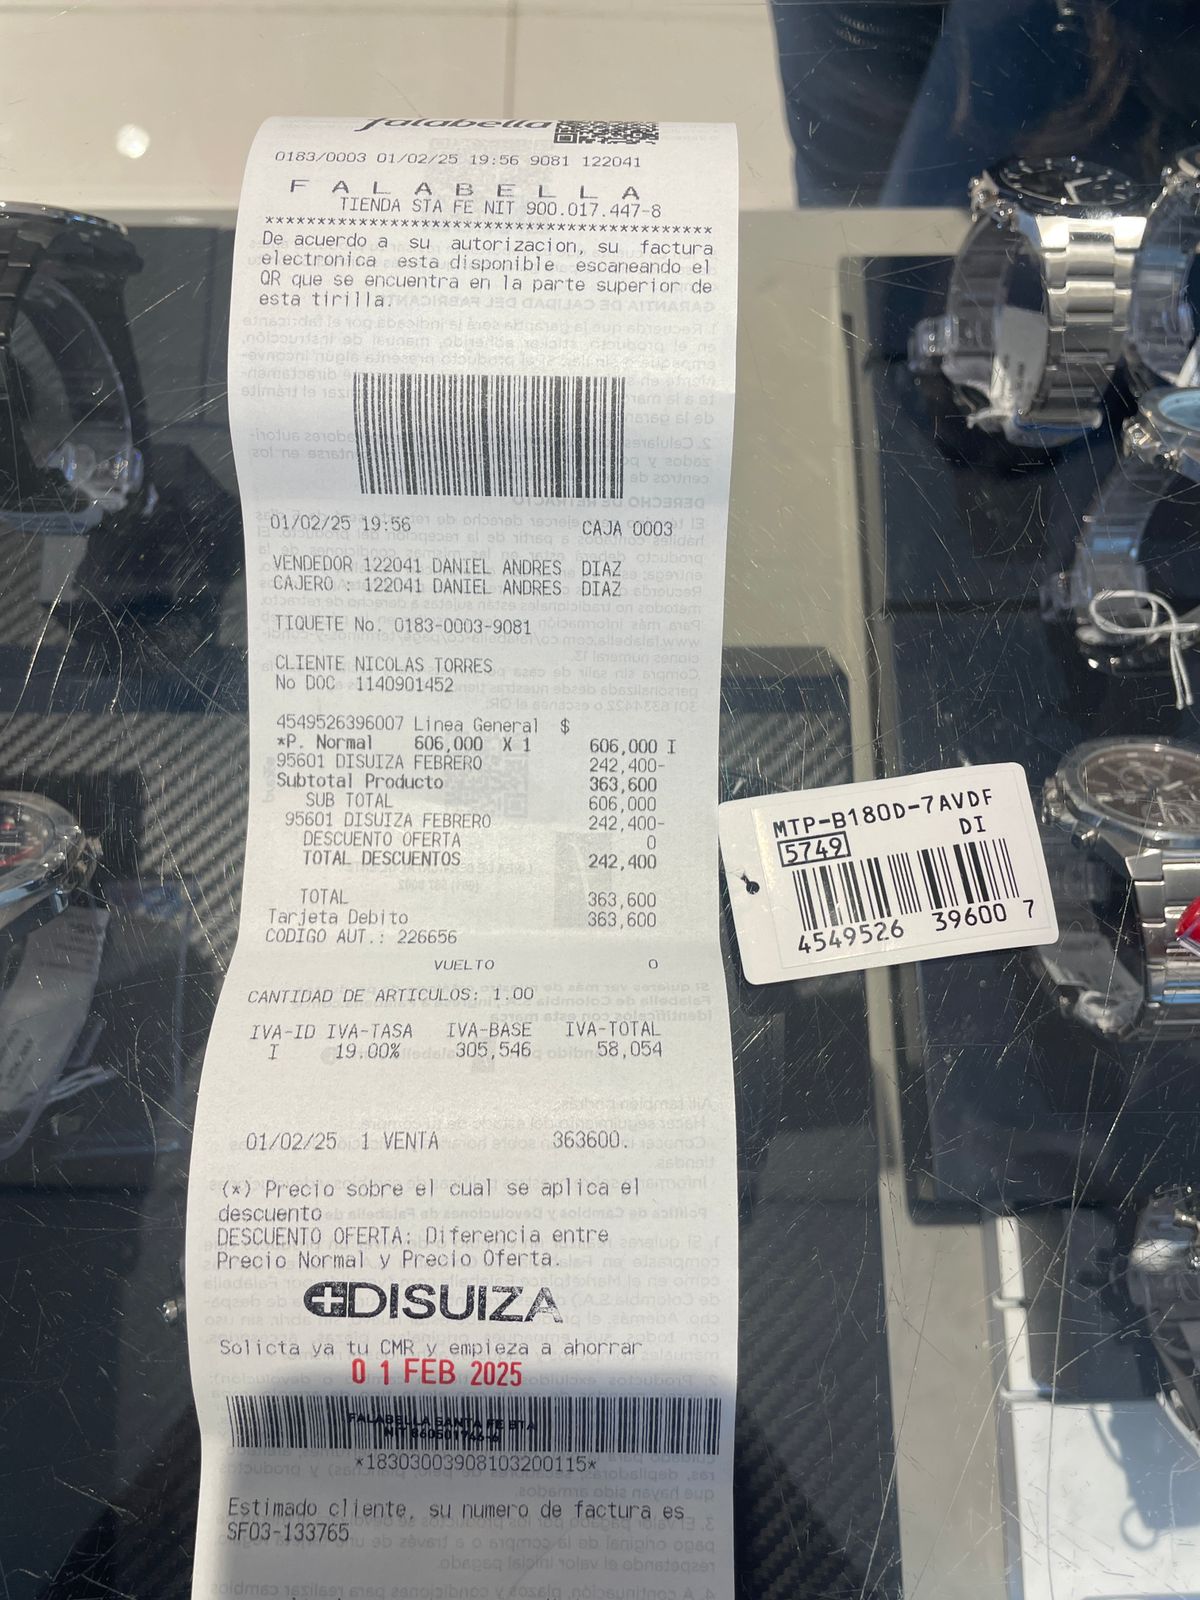 falabella
0183/0003 01/02/25 19:56 9081 122041
F A L A B E L L A
TIENDA STA FE NIT 900.017.447-8
******************************************
De acuerdo a su autorizacion, su factura
electronica esta disponible escaneando el
QR que se encuentra en la parte superior de
esta tirilla.
01/02/25 19:56 CAJA 0003
VENDEDOR 122041 DANIEL ANDRES DIAZ
CAJERO : 122041 DANIEL ANDRES DIAZ
TIQUETE No. 0183-0003-9081
CLIENTE NICOLAS TORRES
No DOC 1140901452
4549526396007 Linea General $
*P. Normal 606,000 X 1 606,000 I
95601 DISUIZA FEBRERO 242,400-
Subtotal Producto 363,600
SUB TOTAL 606,000
95601 DISUIZA FEBRERO 242,400-
DESCUENTO OFERTA 0
TOTAL DESCUENTOS 242,400
TOTAL 363,600
Tarjeta Debito 363,600
CODIGO AUT.: 226656
VUELTO 0
CANTIDAD DE ARTICULOS: 1.00
IVA-ID IVA-TASA IVA-BASE IVA-TOTAL
I 19.00% 305,546 58,054
01/02/25 1 VENTA 363600.
(*) Precio sobre el cual se aplica el
descuento
DESCUENTO OFERTA: Diferencia entre
Precio Normal y Precio Oferta.
DISUIZA
Solicta ya tu CMR y empieza a ahorrar
01 FEB 2025
FALABELLA SANTA FE BTA
NIT 860501746-6
*18303003908103200115*
Estimado cliente, su numero de factura es
SF03-133765
MTP-B180D-7AVDF
DI
5749
4549526 39600 7